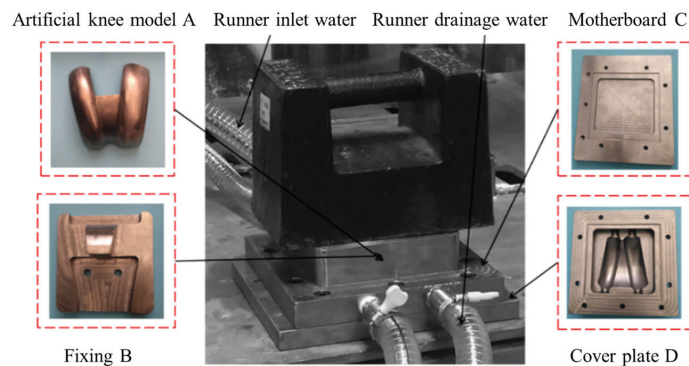 Artificial knee model A
Runner inlet water
Runner drainage water
Motherboard C
Fixing B
Cover plate D